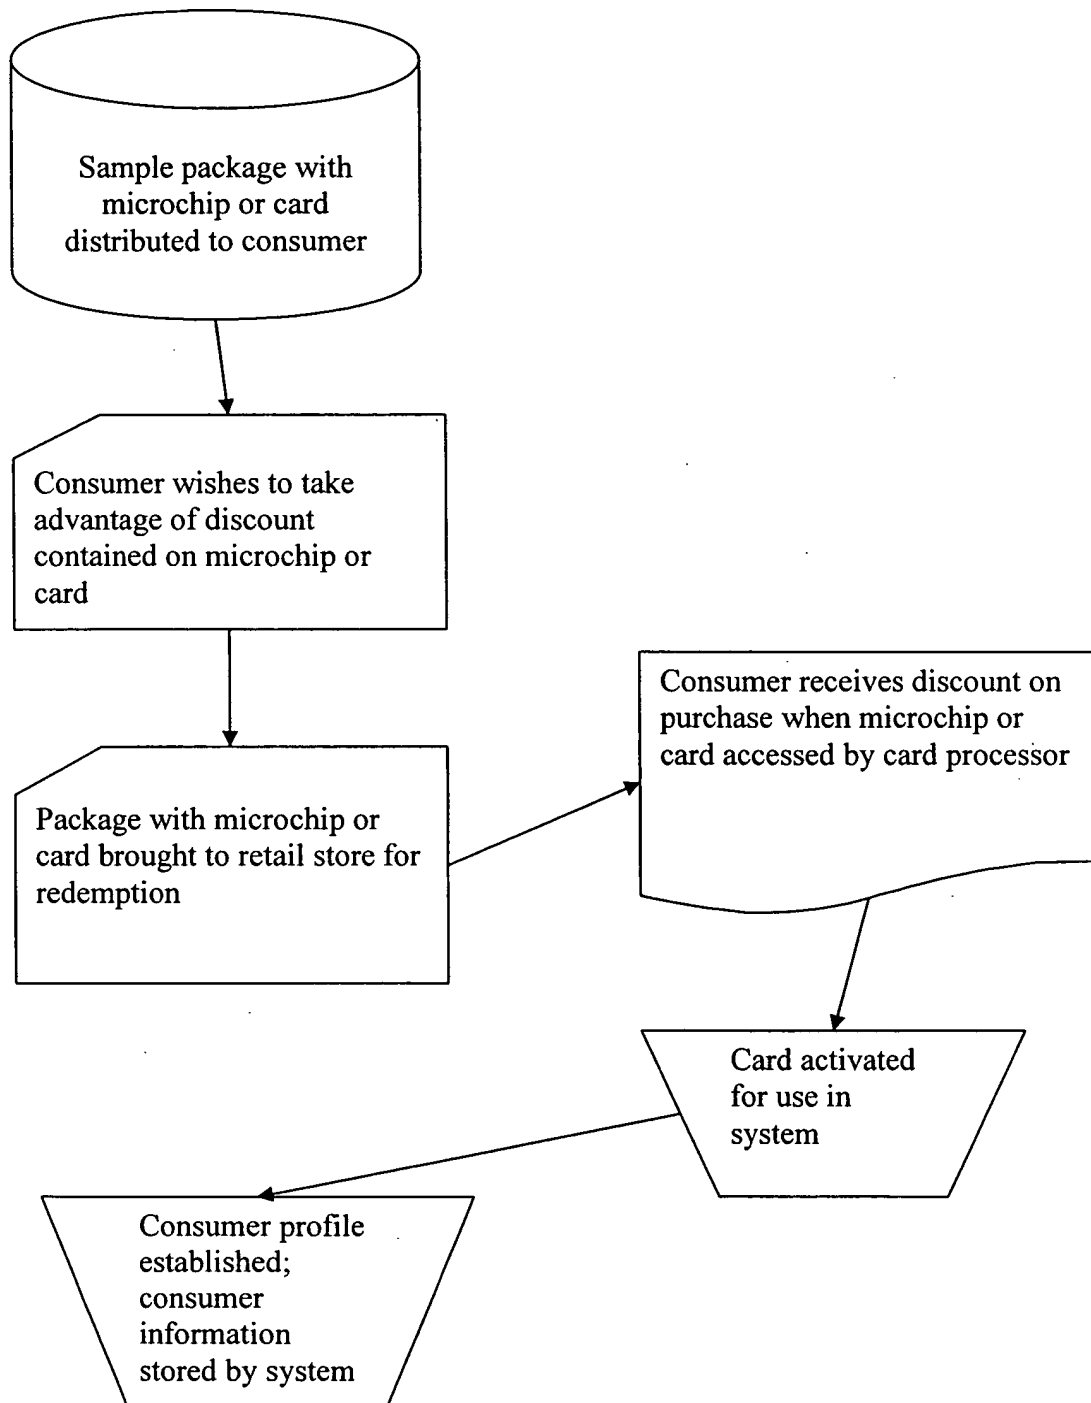 Sample package with
microchip or card
distributed to consumer
Consumer wishes to take
advantage of discount
contained on microchip or
card
Package with microchip or
card brought to retail store for
redemption
Consumer receives discount on
purchase when microchip or
card accessed by card processor
Card activated
for use in
system
Consumer profile
established;
consumer
information
stored by system